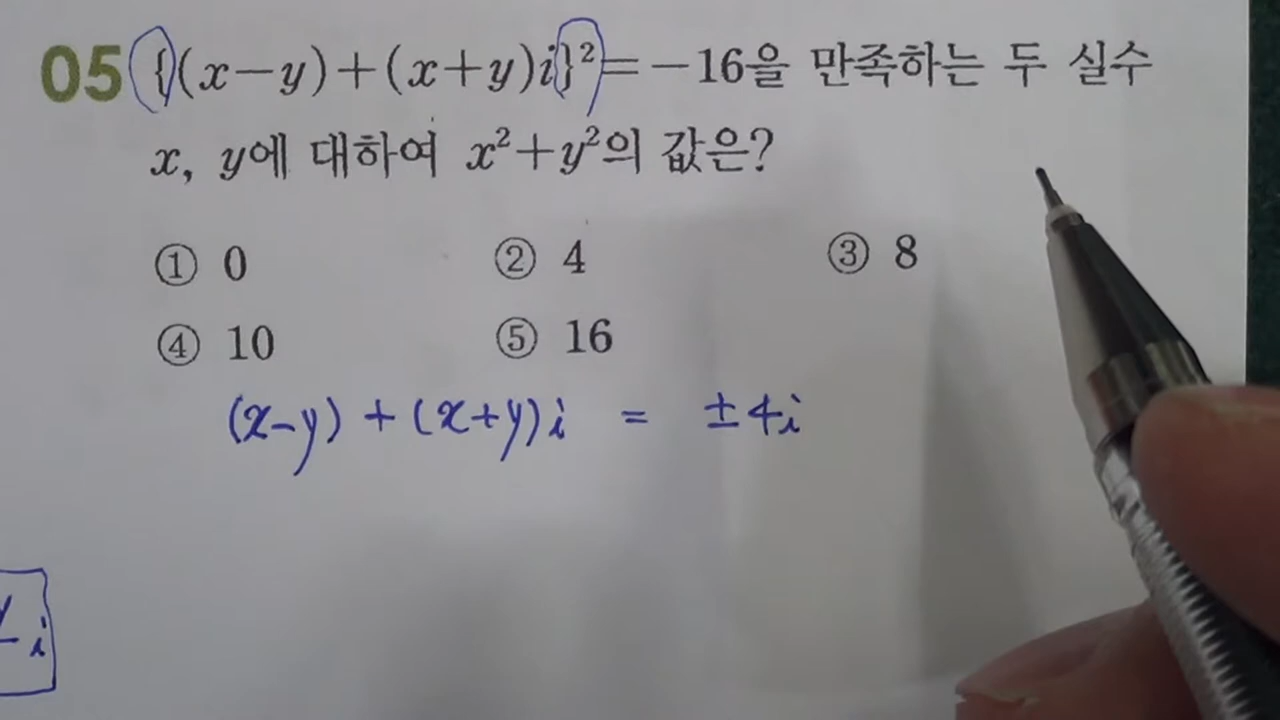 05 {(x−y)+(x+y)i}²=−16을 만족하는 두 실수
x, y에 대하여 x²+y²의 값은?
① 0 ② 4 ③ 8
④ 10 ⑤ 16
(x−y) + (x+y)i = ±4i
i